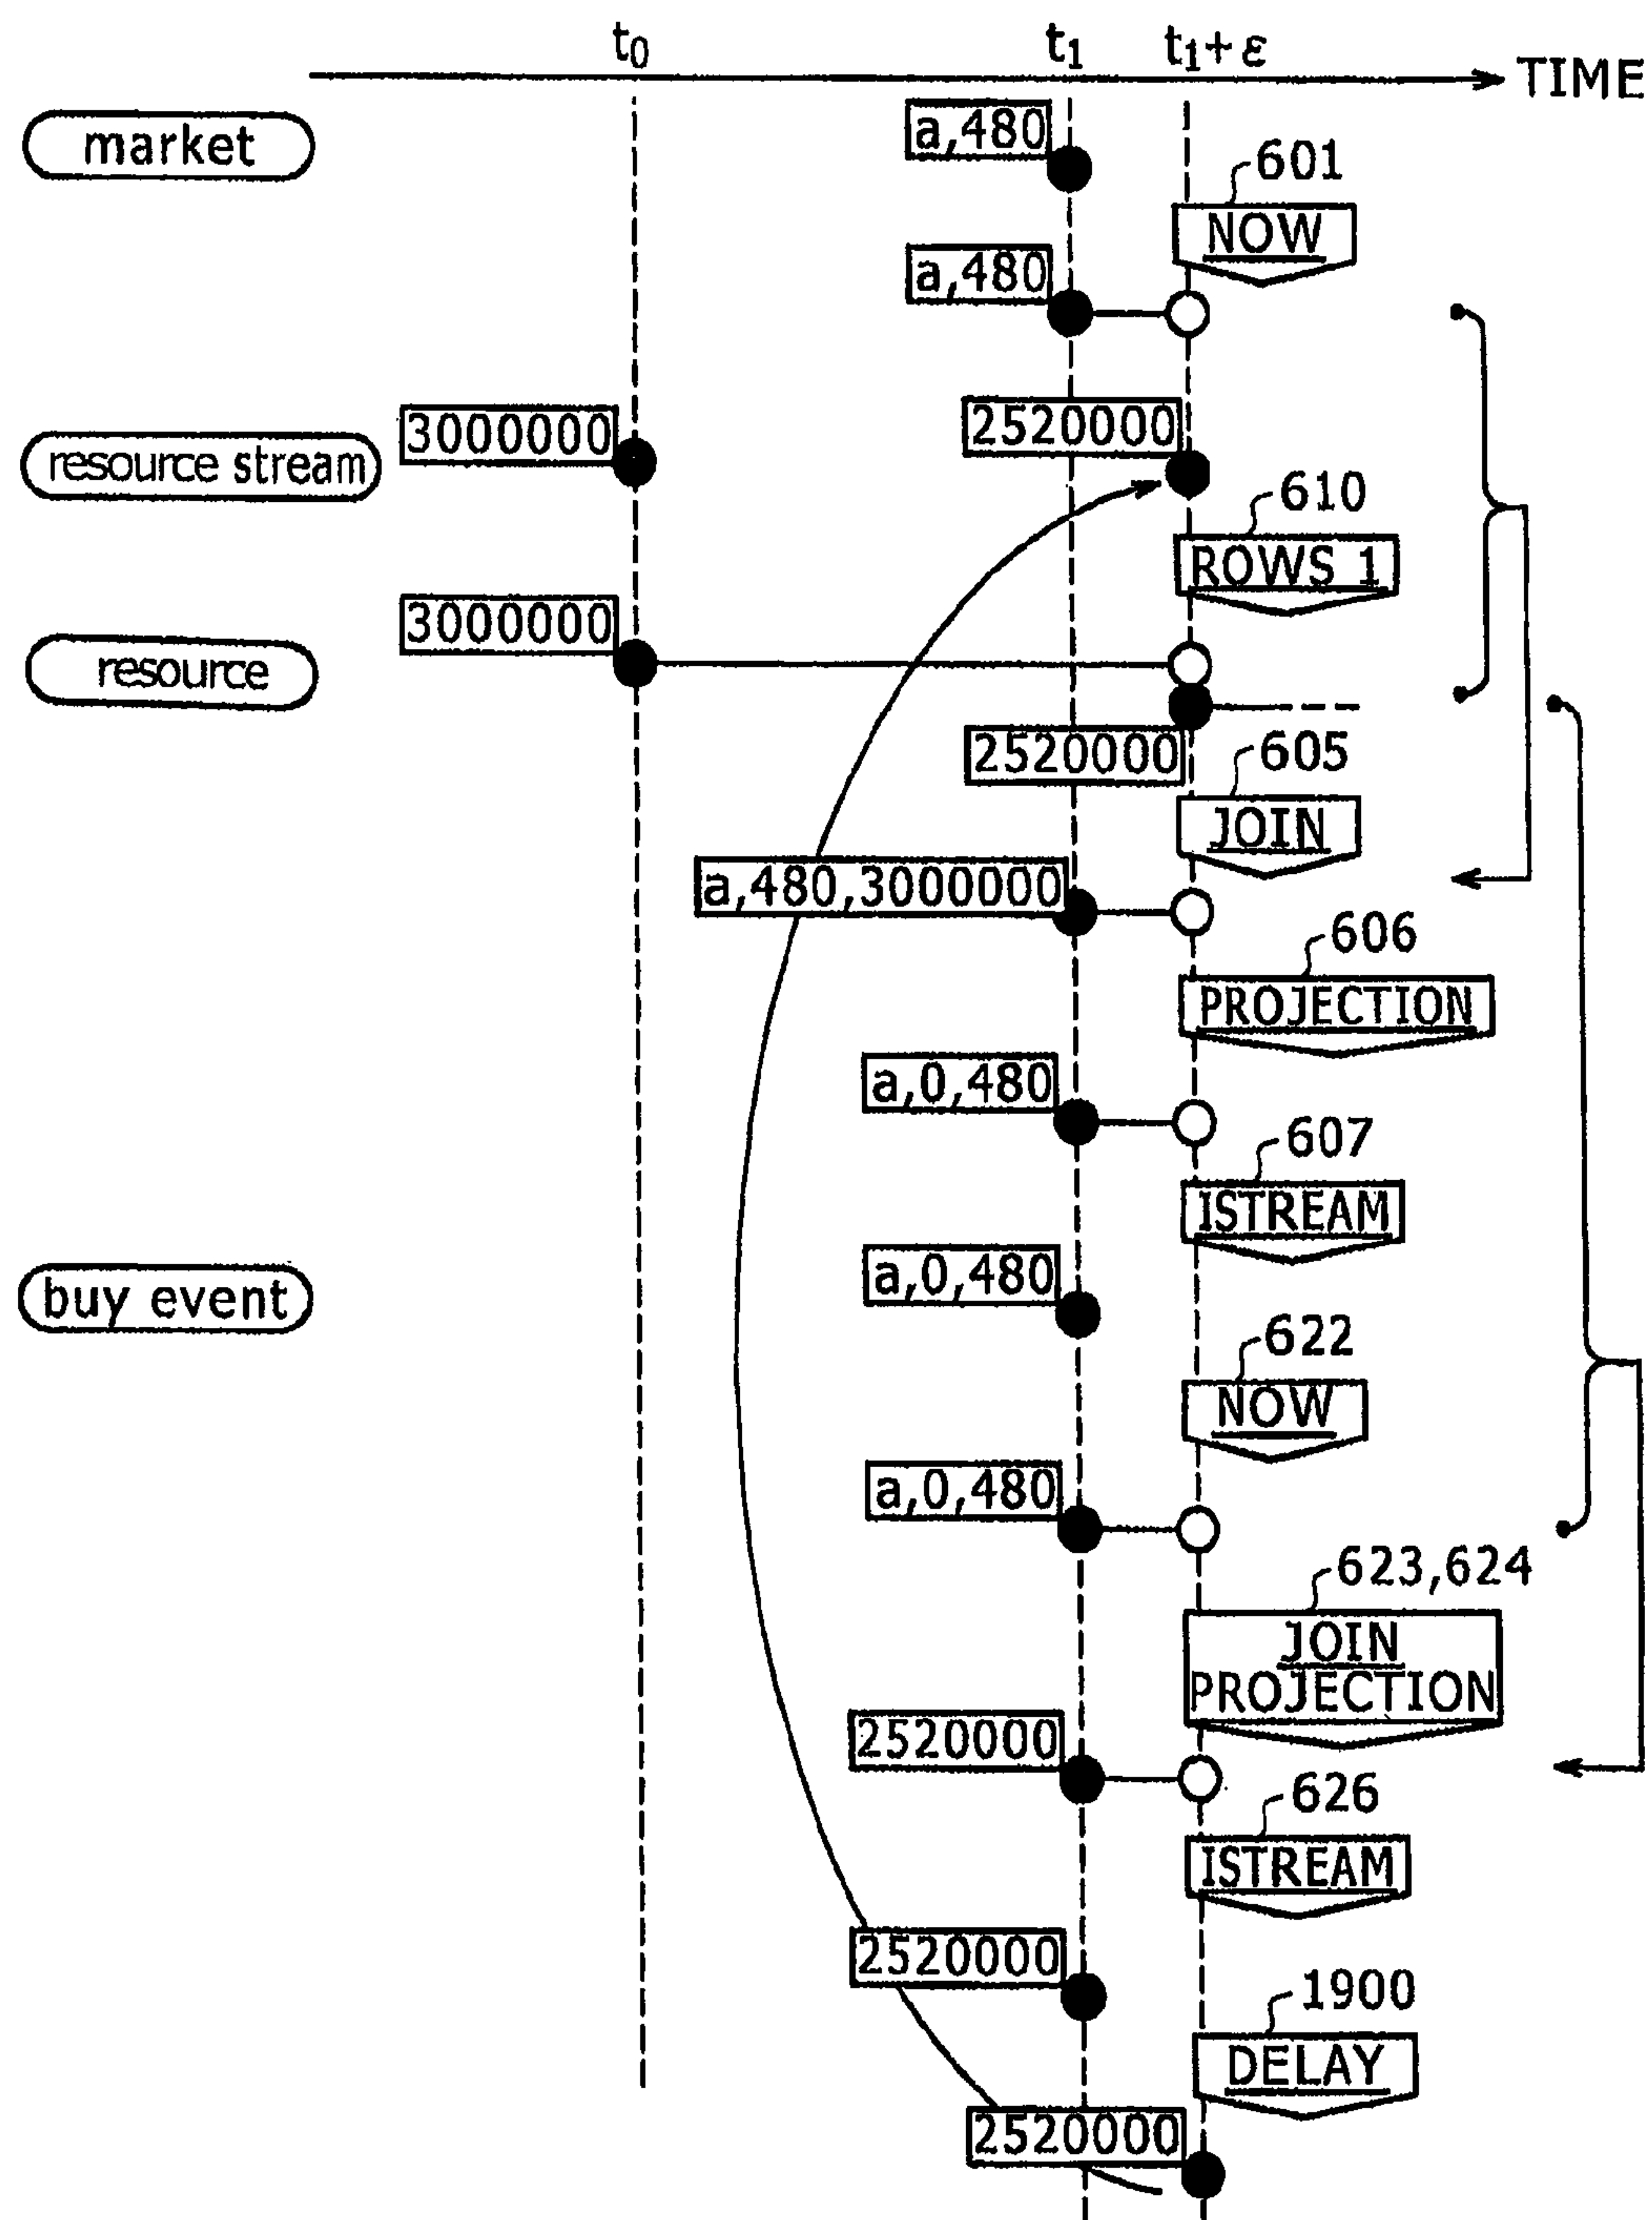 t0 t1 t1+ε
TIME
market
a,480
601
NOW
a,480
resource stream
3000000
2520000
610
ROWS 1
resource
3000000
2520000
605
JOIN
a,480,3000000
606
PROJECTION
a,0,480
607
ISTREAM
buy event
a,0,480
622
NOW
a,0,480
623,624
JOIN
PROJECTION
2520000
626
ISTREAM
2520000
1900
DELAY
2520000